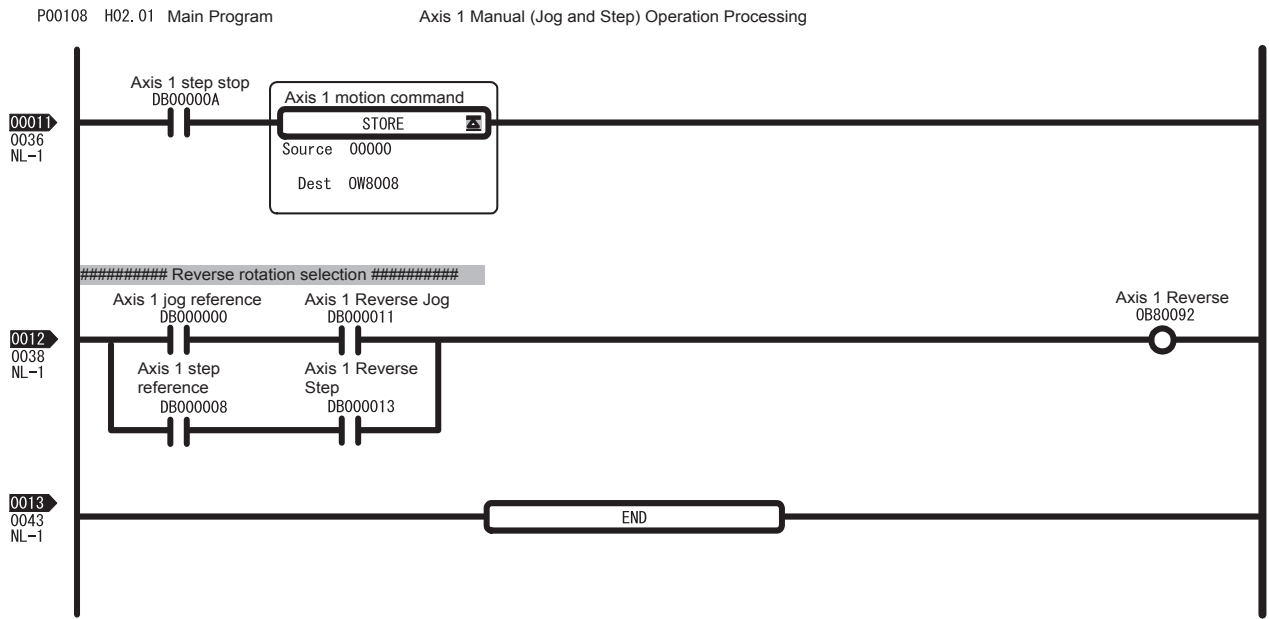 P00108 H02.01 Main Program Axis 1 Manual (Jog and Step) Operation Processing
Axis 1 step stop
DB00000A
Axis 1 motion command
00011
0036
NL-1
STORE
Source 00000
Dest OW8008
########## Reverse rotation selection ##########
Axis 1 jog reference
DB000000
Axis 1 Reverse Jog
DB000011
Axis 1 Reverse
OB80092
0012
0038
NL-1
Axis 1 step
reference
DB000008
Axis 1 Reverse
Step
DB000013
0013
0043
NL-1
END